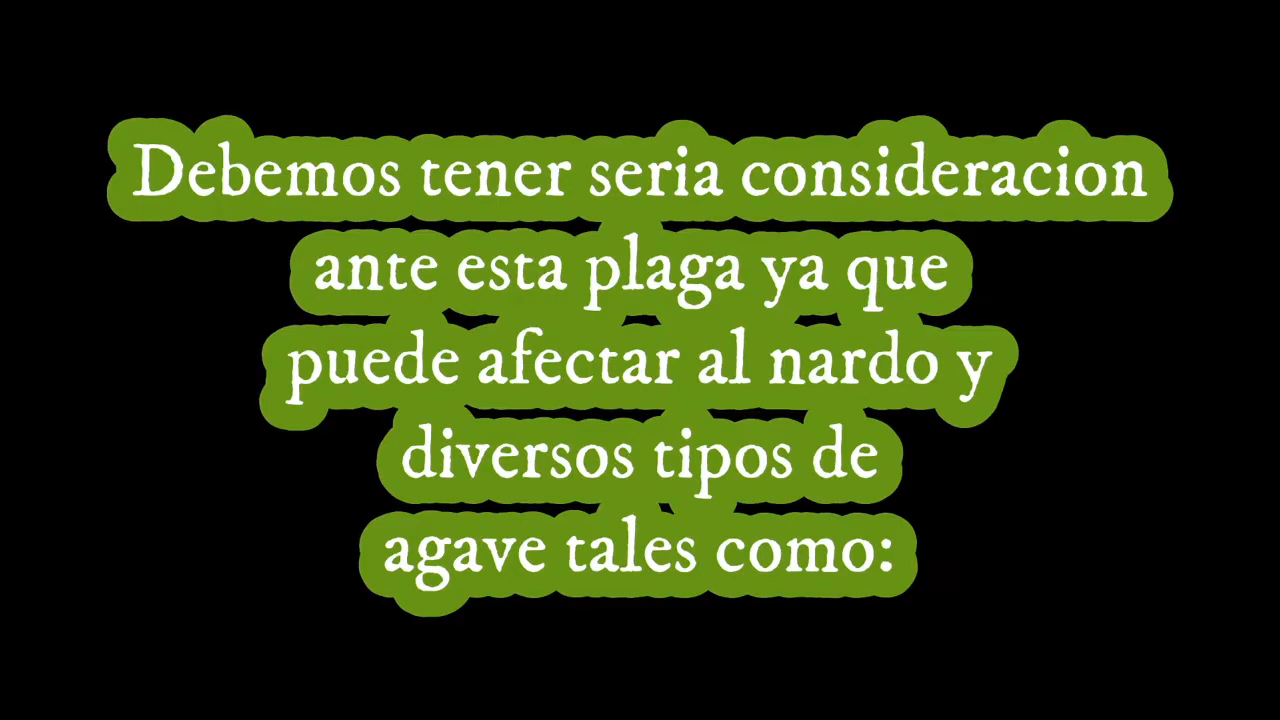 Debemos tener seria consideracion
ante esta plaga ya que
puede afectar al nardo y
diversos tipos de
agave tales como: